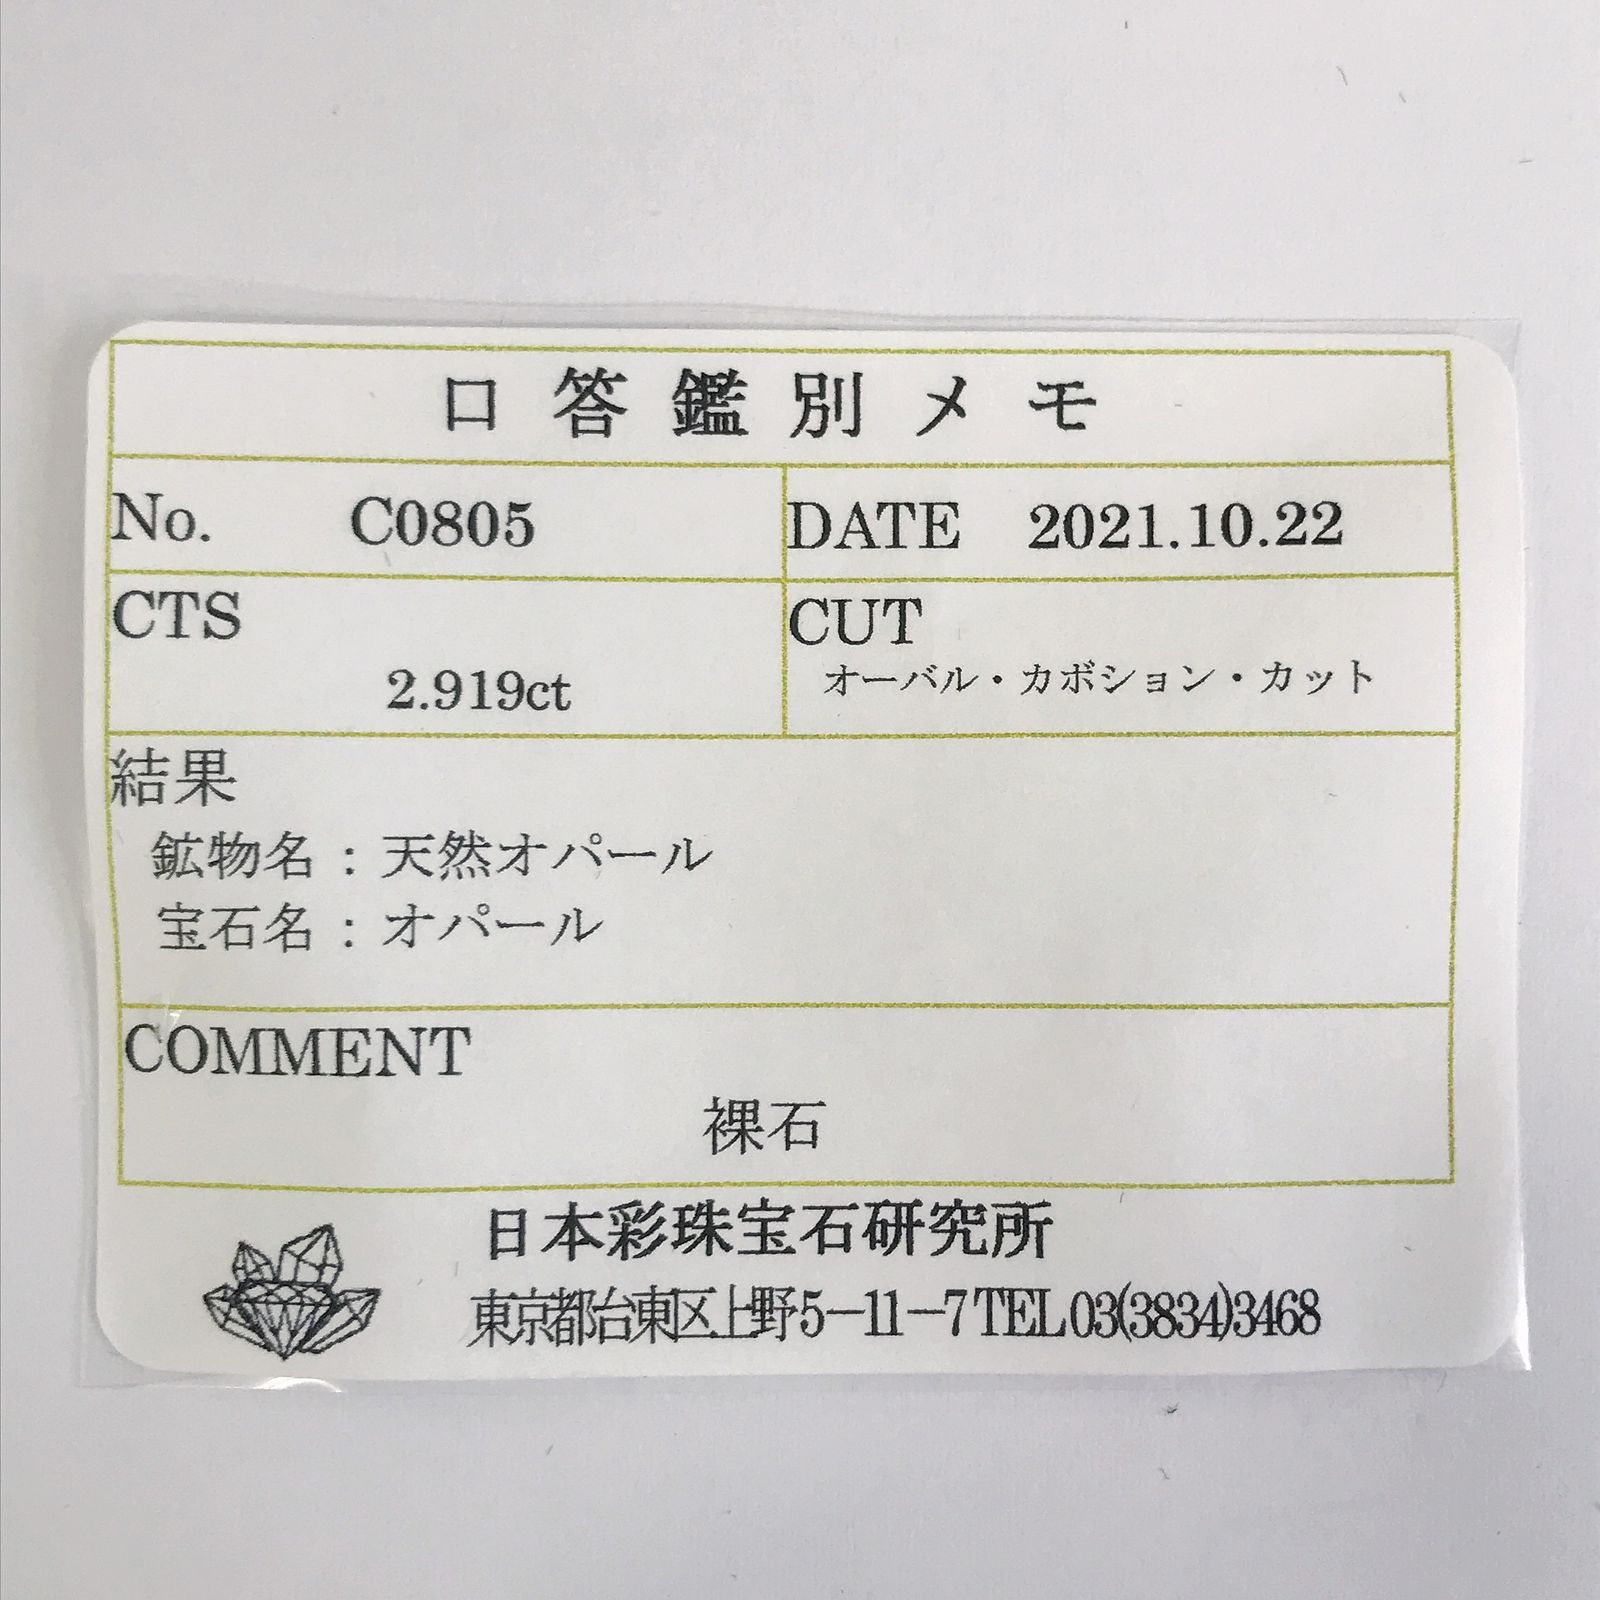 口答鑑別メモ
No. C0805
DATE 2021.10.22
CTS
2.919ct
CUT
オーバル・カボション・カット
結果
鉱物名：天然オパール
宝石名：オパール
COMMENT
裸石
日本彩珠宝石研究所
東京都台東区上野5－11－7 TEL 03(3834)3468